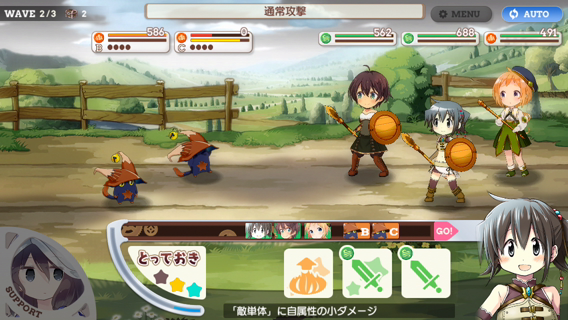 WAVE 2/3 2
通常攻撃
MENU
AUTO
586
B
0
C
562
688
491
B C GO!
とっておき
SUPPORT
「敵単体」に自属性の小ダメージ